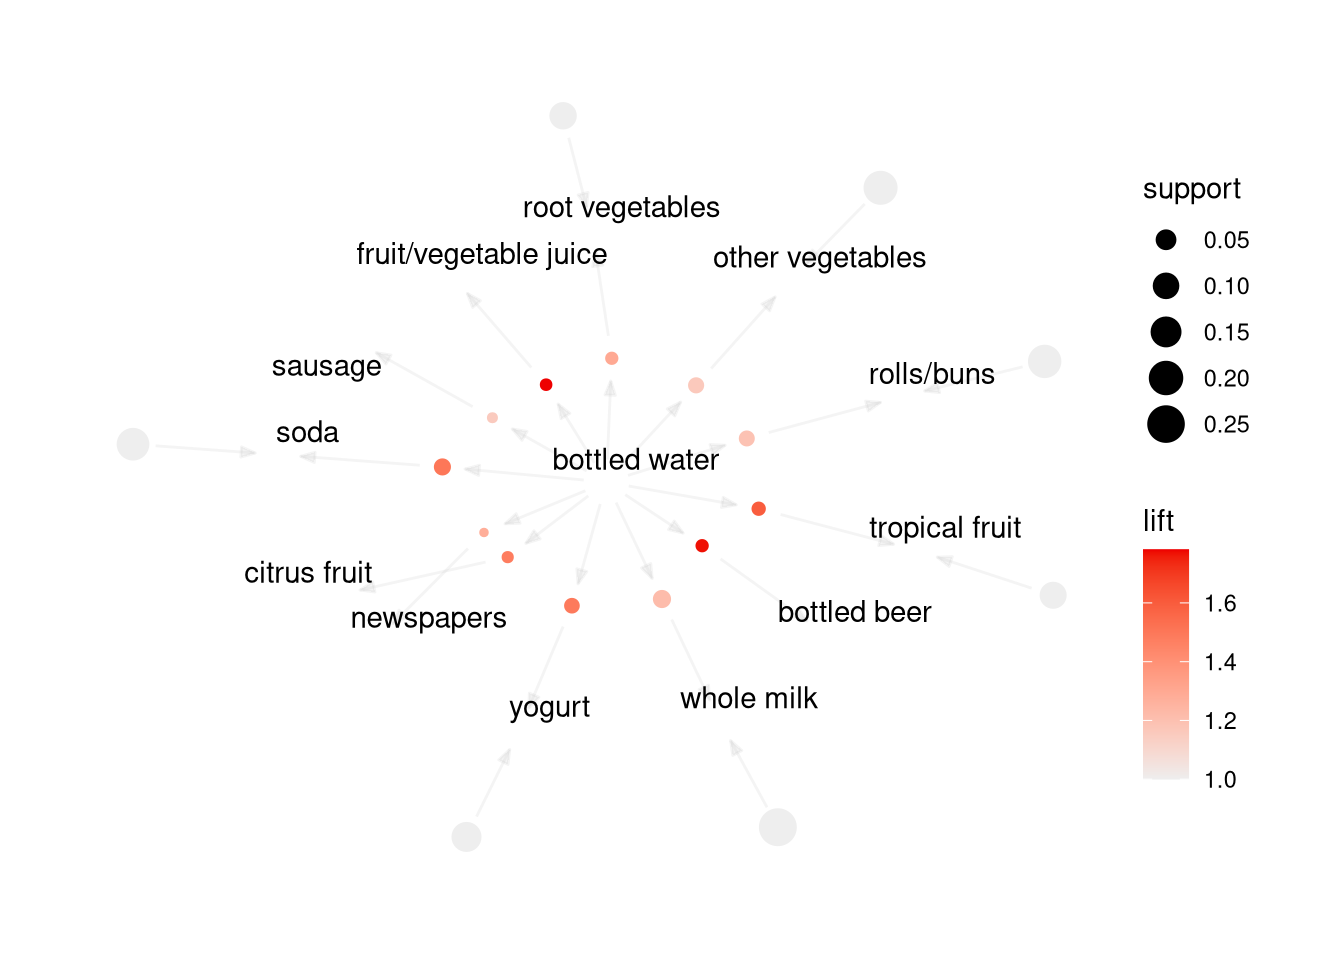 root vegetables
fruit/vegetable juice
other vegetables
sausage
rolls/buns
soda
bottled water
tropical fruit
citrus fruit
newspapers
bottled beer
yogurt
whole milk
support
0.05
0.10
0.15
0.20
0.25
lift
1.6
1.4
1.2
1.0